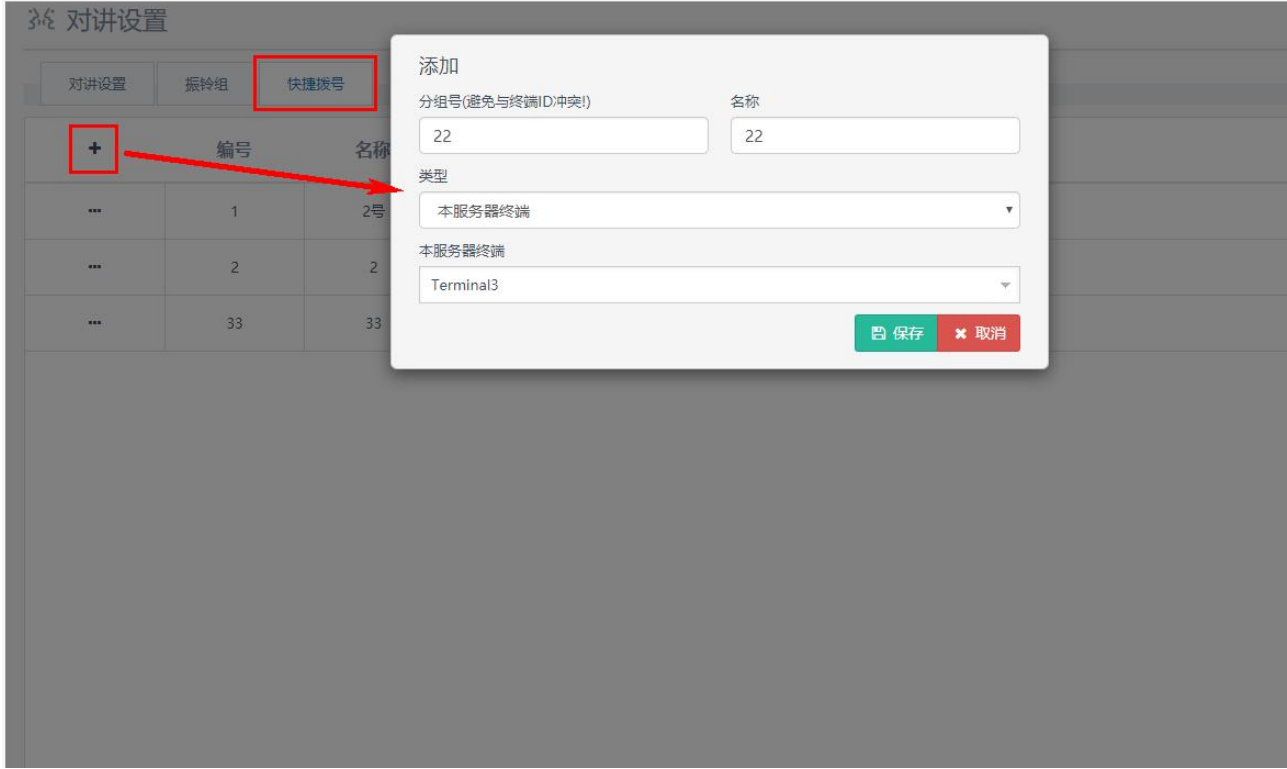 对讲设置
对讲设置 振铃组 快捷拨号
编号 名称
1 2号
2 2
33 33
添加
分组号(避免与终端ID冲突!) 名称
22 22
类型
本服务器终端
本服务器终端
Terminal3
保存 取消